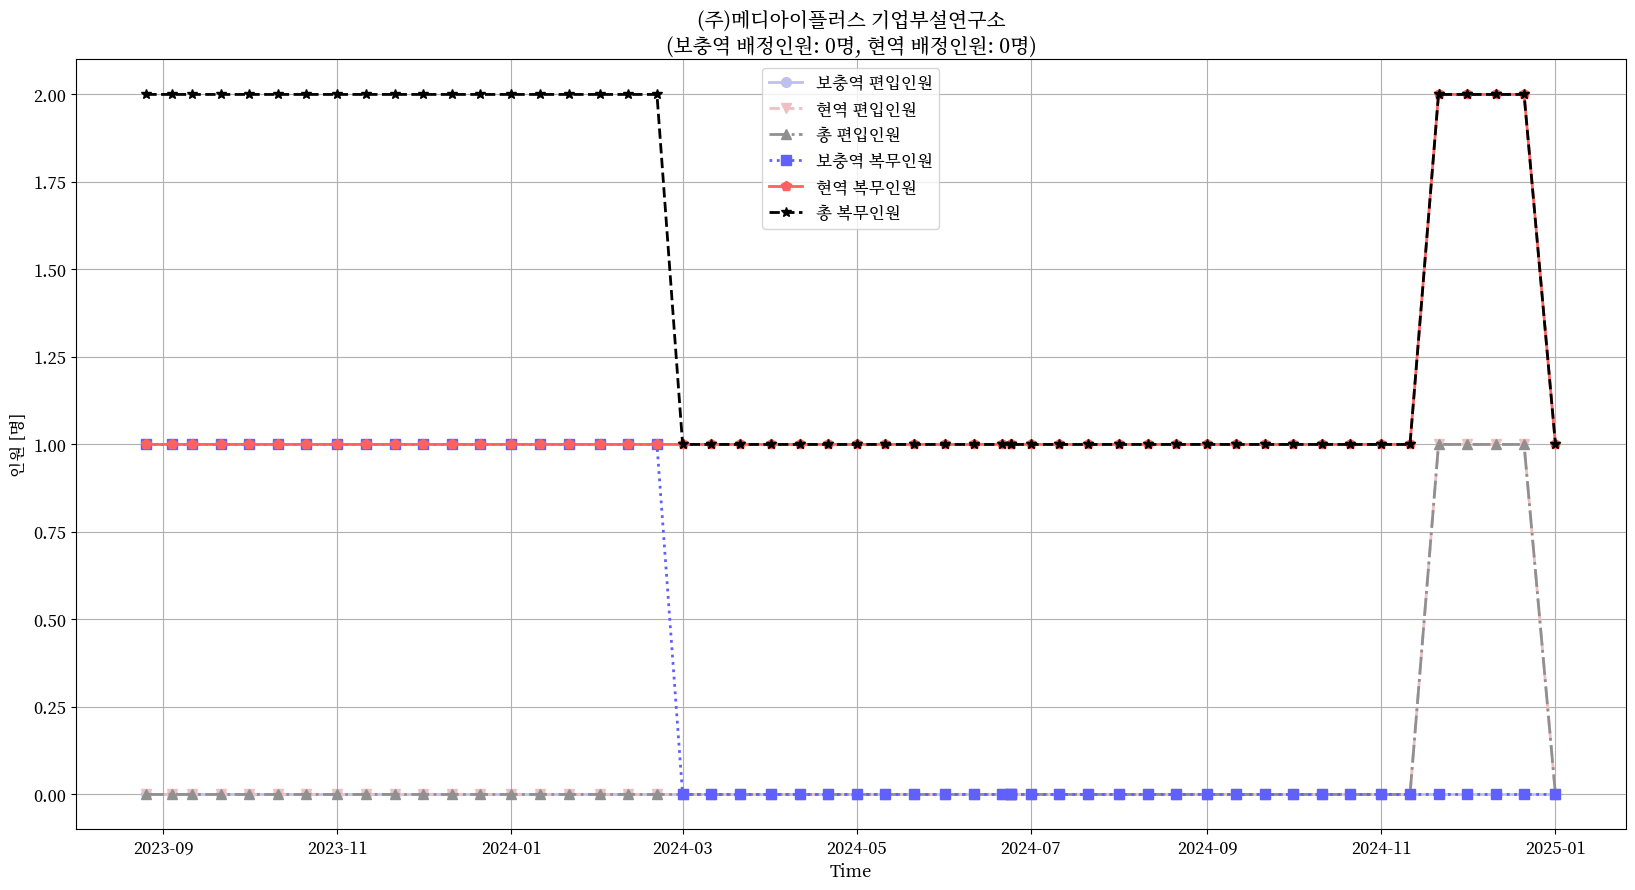 (주)메디아이플러스 기업부설연구소
(보충역 배정인원: 0명, 현역 배정인원: 0명)
보충역 편입인원
현역 편입인원
총 편입인원
보충역 복무인원
현역 복무인원
총 복무인원
인원 [명]
2.00
1.75
1.50
1.25
1.00
0.75
0.50
0.25
0.00
2023-09 2023-11 2024-01 2024-03 2024-05 2024-07 2024-09 2024-11 2025-01
Time